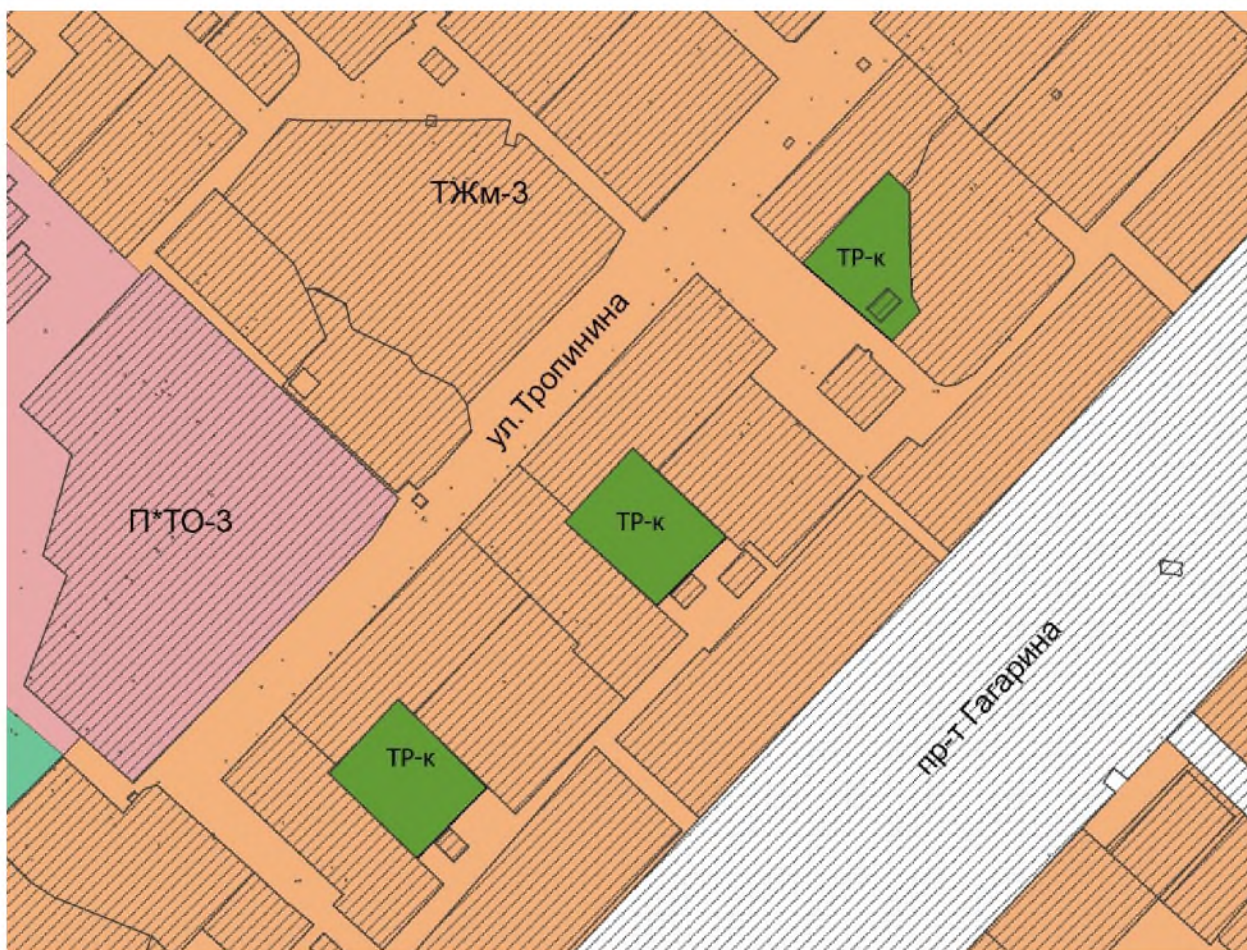 ТЖм-3
ТР-к
ул. Тропинина
ТР-к
П*ТО-3
пр-т Гагарина
ТР-к